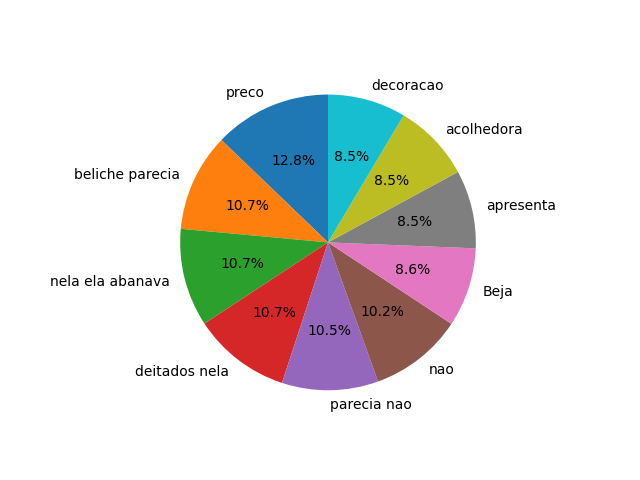 decoracao
preco
acolhedora
8.5%
12.8%
8.5%
beliche parecia
10.7%
apresenta
8.5%
nela ela abanava
10.7%
8.6%
Beja
10.7%
10.2%
10.5%
deitados nela
nao
parecia nao